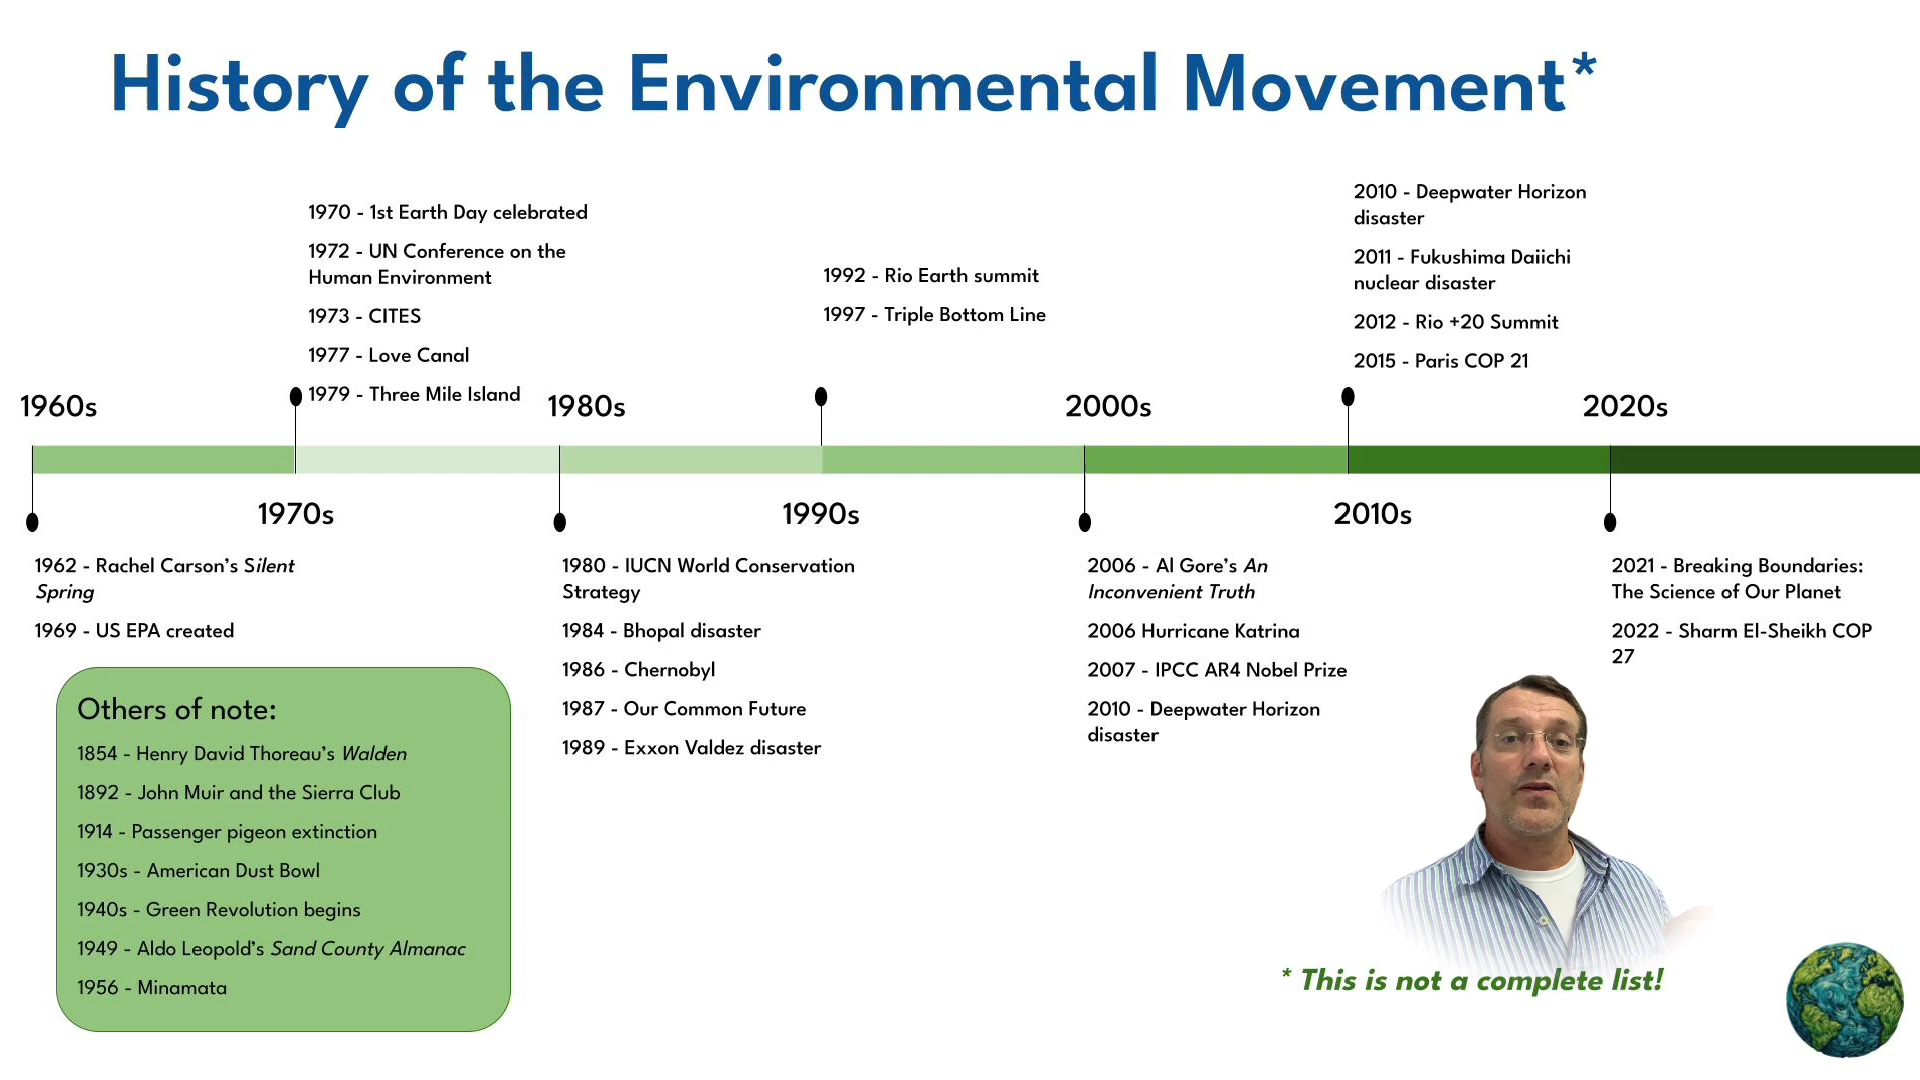 History of the Environmental Movement*
1970 - 1st Earth Day celebrated
1972 - UN Conference on the
Human Environment
1973 - CITES
1977 - Love Canal
1979 - Three Mile Island
1992 - Rio Earth summit
1997 - Triple Bottom Line
2010 - Deepwater Horizon
disaster
2011 - Fukushima Daiichi
nuclear disaster
2012 - Rio +20 Summit
2015 - Paris COP 21
1960s
1980s
2000s
2020s
1970s
1990s
2010s
1962 - Rachel Carson's Silent
Spring
1969 - US EPA created
1980 - IUCN World Conservation
Strategy
1984 - Bhopal disaster
1986 - Chernobyl
1987 - Our Common Future
1989 - Exxon Valdez disaster
2006 - Al Gore's An
Inconvenient Truth
2006 Hurricane Katrina
2007 - IPCC AR4 Nobel Prize
2010 - Deepwater Horizon
disaster
2021 - Breaking Boundaries:
The Science of Our Planet
2022 - Sharm El-Sheikh COP
27
Others of note:
1854 - Henry David Thoreau's Walden
1892 - John Muir and the Sierra Club
1914 - Passenger pigeon extinction
1930s - American Dust Bowl
1940s - Green Revolution begins
1949 - Aldo Leopold's Sand County Almanac
1956 - Minamata
* This is not a complete list!